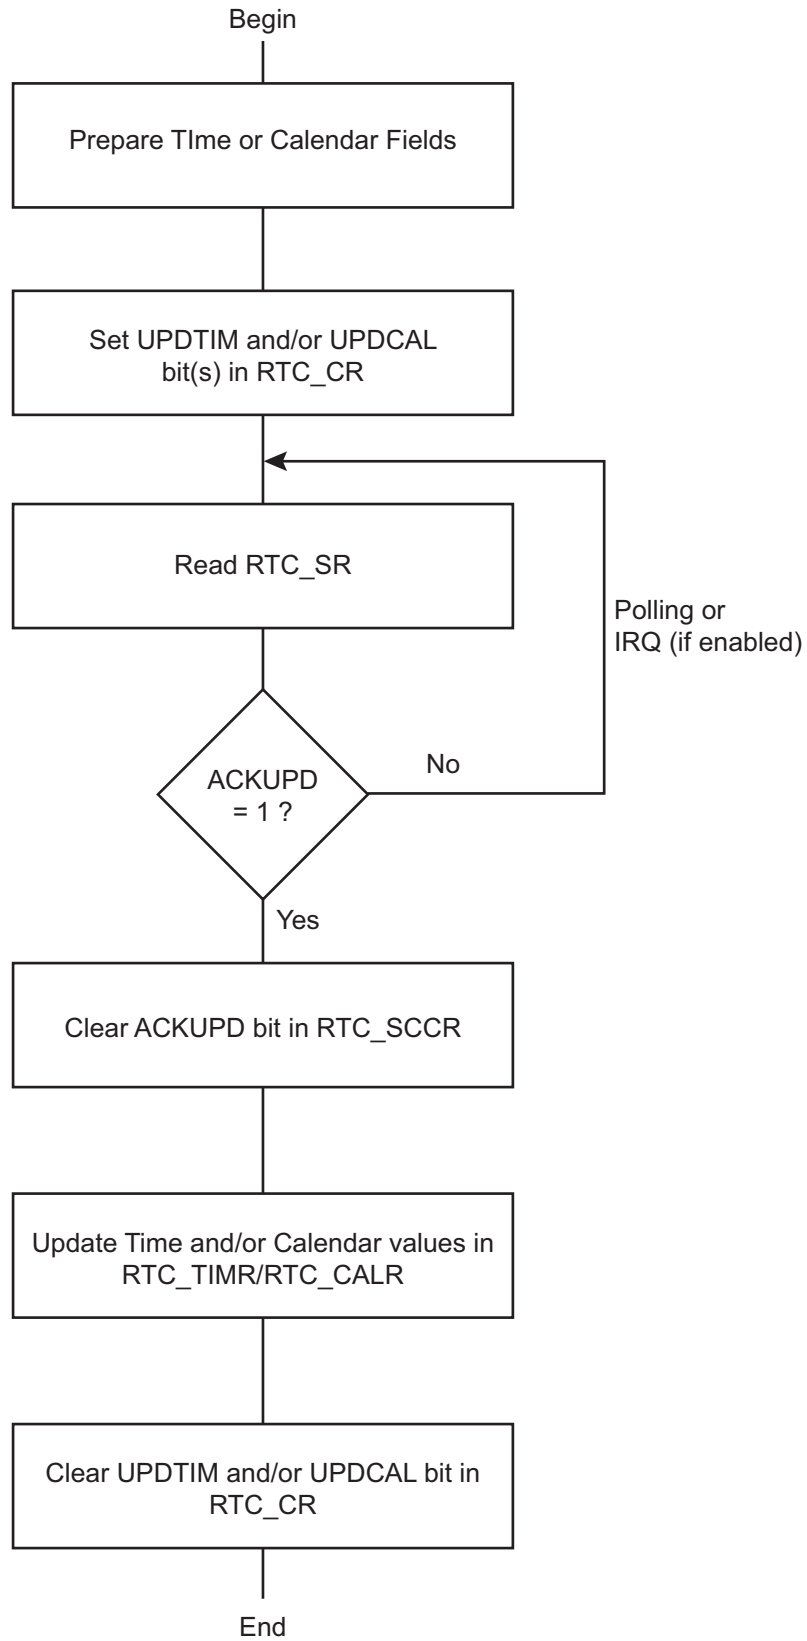 Begin
Prepare TIme or Calendar Fields
Set UPDTIM and/or UPDCAL
bit(s) in RTC_CR
Read RTC_SR
Polling or
IRQ (if enabled)
ACKUPD
= 1 ?
No
Yes
Clear ACKUPD bit in RTC_SCCR
Update Time and/or Calendar values in
RTC_TIMR/RTC_CALR
Clear UPDTIM and/or UPDCAL bit in
RTC_CR
End